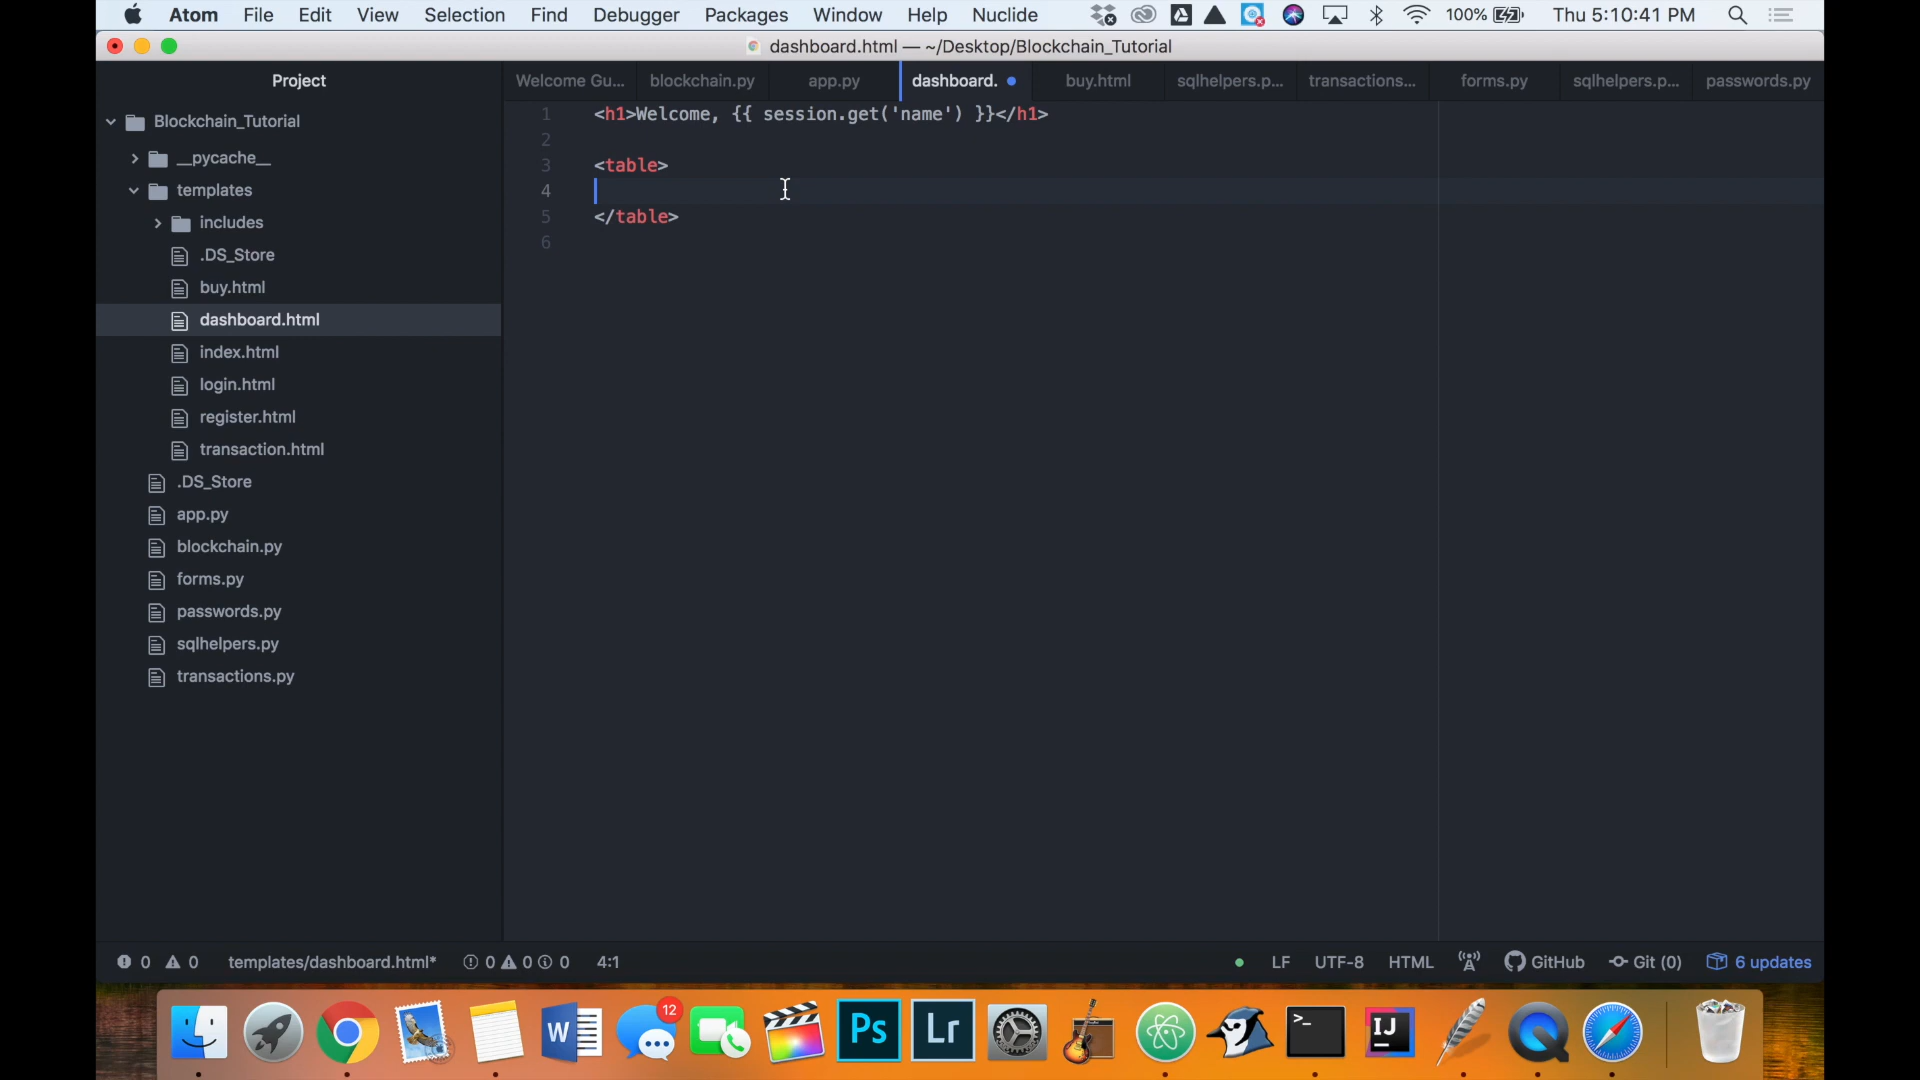 Atom File Edit View Selection Find Debugger Packages Window Help Nuclide 100% Thu 5:10:41 PM
dashboard.html — ~/Desktop/Blockchain_Tutorial
Project
Welcome Gu... blockchain.py app.py dashboard. buy.html sqlhelpers.p... transactions... forms.py sqlhelpers.p... passwords.py
Blockchain_Tutorial
__pycache__
templates
includes
.DS_Store
buy.html
dashboard.html
index.html
login.html
register.html
transaction.html
.DS_Store
app.py
blockchain.py
forms.py
passwords.py
sqlhelpers.py
transactions.py
1 <h1>Welcome, {{ session.get('name') }}</h1>
2
3 <table>
4
5 </table>
6
0 0 templates/dashboard.html* 0 0 0 4:1 LF UTF-8 HTML GitHub Git (0) 6 updates
W 12 Ps Lr >_ IJ